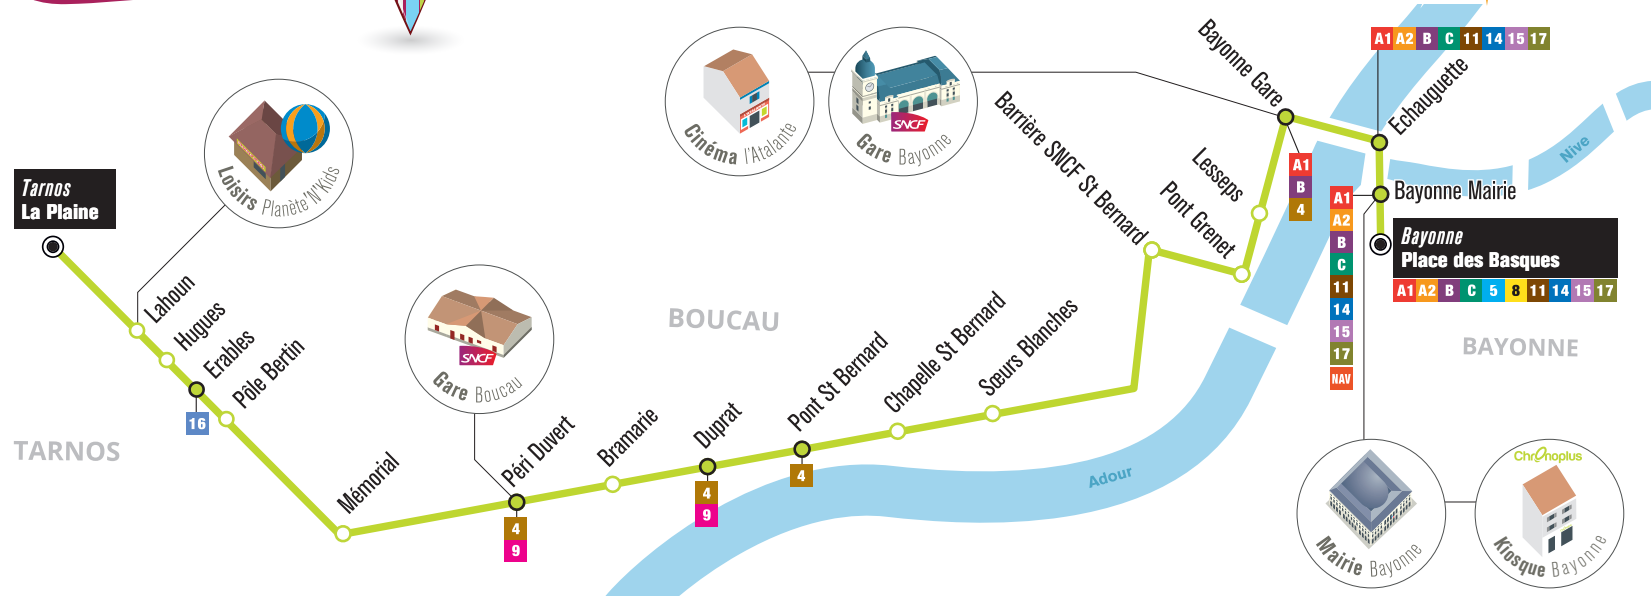 Tarnos
La Plaine
Lahoun
Hugues
Erables
16
Pôle Bertin
TARNOS
Loisirs Planète'N'Kids
Mémorial
SNCF
Gare Boucau
Péri Duvert
4
9
Bramarie
Duprat
4
9
BOUCAU
Pont St Bernard
4
Chapelle St Bernard
Sœurs Blanches
Adour
Cinéma l'Atalante
SNCF
Gare Bayonne
Barrière SNCF St Bernard
Pont Grenet
Lesseps
Bayonne Gare
A1
B
4
A1 A2 B C 11 14 15 17
Echauguette
Nive
Bayonne Mairie
A1
A2
B
C
11
14
15
17
NAV
Bayonne
Place des Basques
A1 A2 B C 5 8 11 14 15 17
BAYONNE
Mairie Bayonne
Chronoplus
Kiosque Bayonne